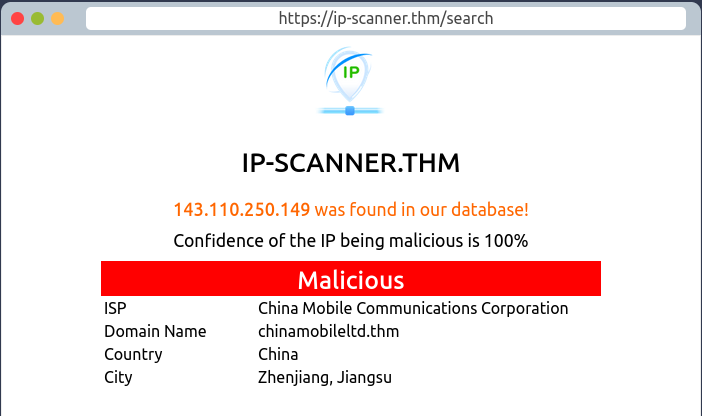 https://ip-scanner.thm/search
IP
IP-SCANNER.THM
143.110.250.149 was found in our database!
Confidence of the IP being malicious is 100%
Malicious
ISP China Mobile Communications Corporation
Domain Name chinamobileltd.thm
Country China
City Zhenjiang, Jiangsu